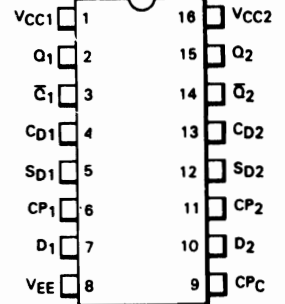 VCC1 1 16 VCC2
Q1 2 15 Q2
C̅1 3 14 Q̅2
CD1 4 13 CD2
SD1 5 12 SD2
CP1 6 11 CP2
D1 7 10 D2
VEE 8 9 CPC